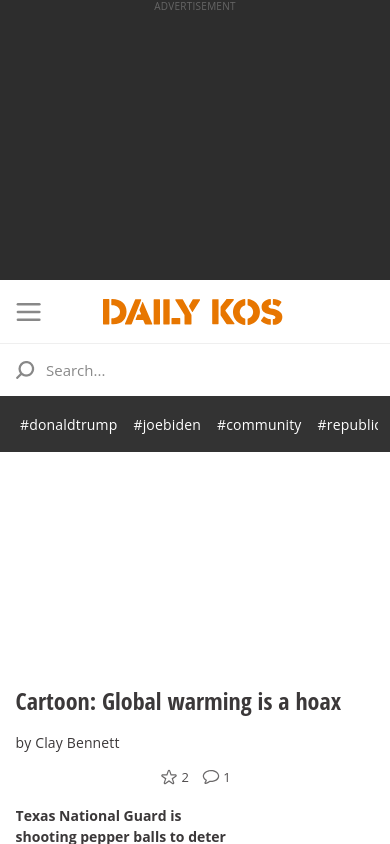 ADVERTISEMENT
DAILY KOS
Search...
#donaldtrump #joebiden #community #republic
Cartoon: Global warming is a hoax
by Clay Bennett
2 1
Texas National Guard is
shooting pepper balls to deter